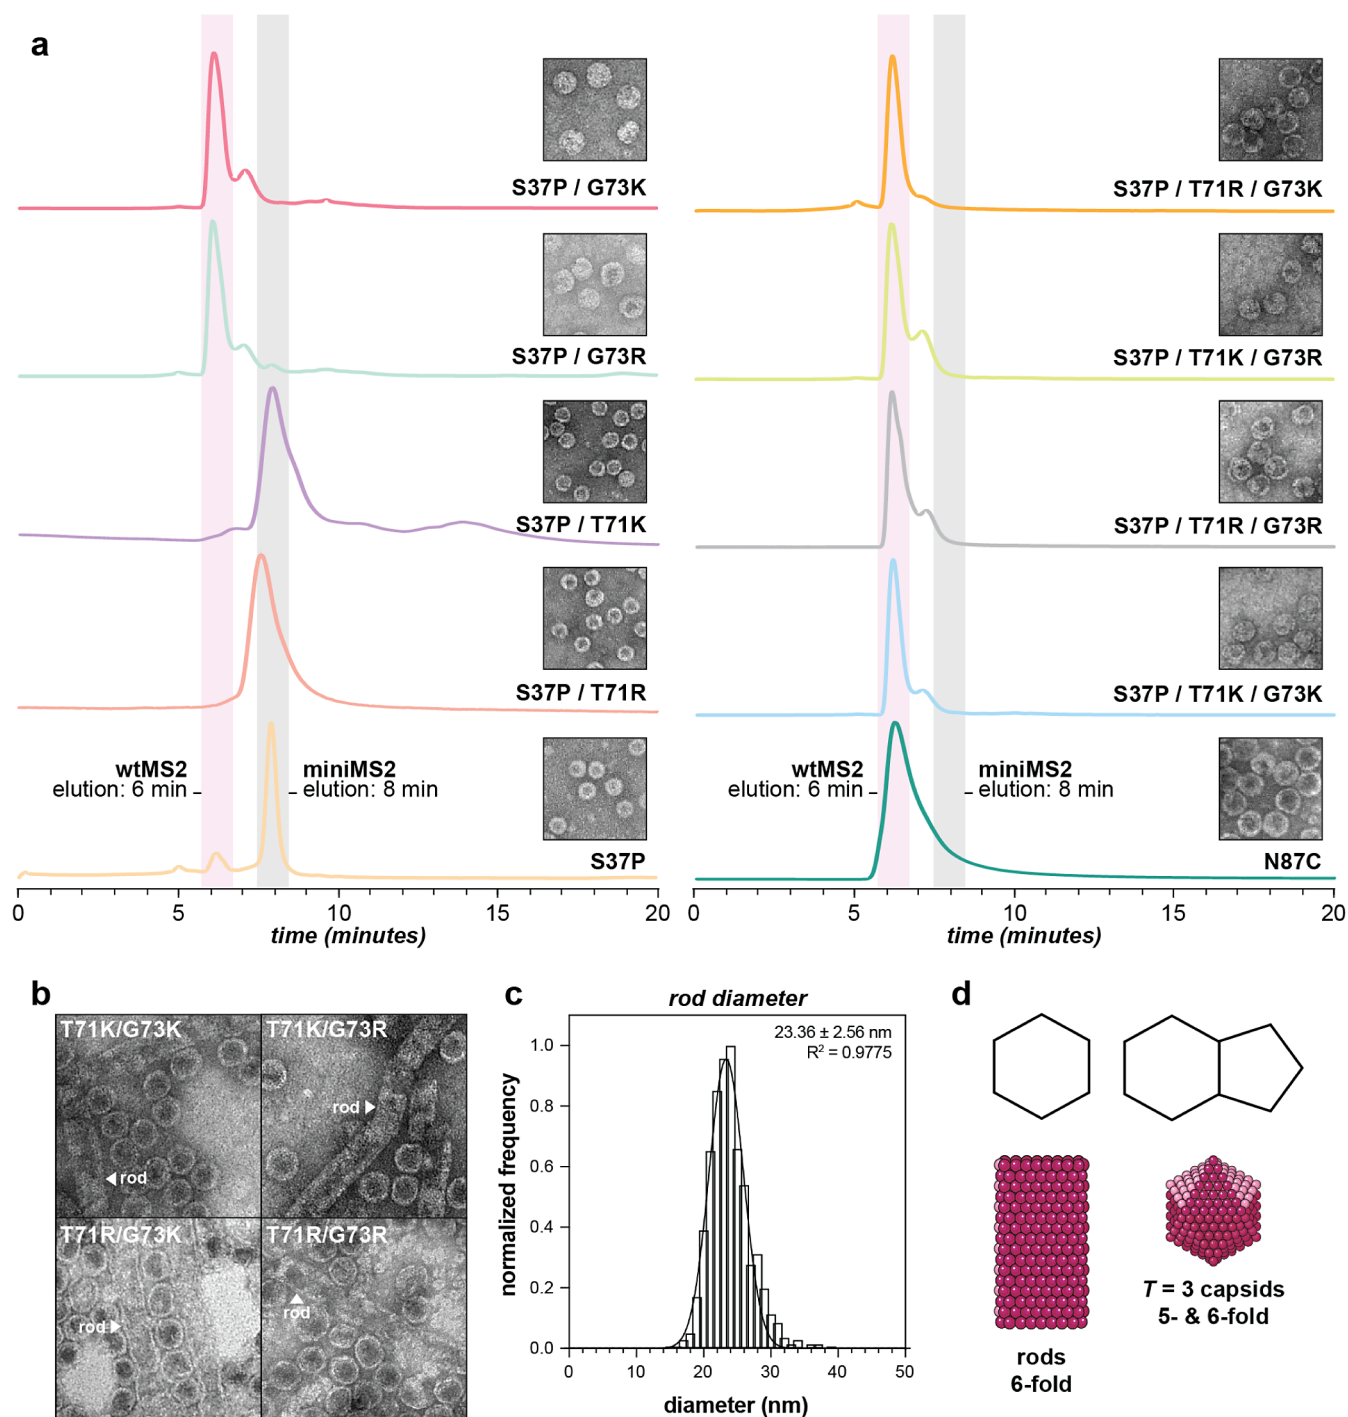 a
S37P / G73K
S37P / G73R
S37P / T71K
S37P / T71R
wtMS2
elution: 6 min
miniMS2
elution: 8 min
S37P
0 5 10 15 20
time (minutes)
S37P / T71R / G73K
S37P / T71K / G73R
S37P / T71R / G73R
S37P / T71K / G73K
wtMS2
elution: 6 min
miniMS2
elution: 8 min
N87C
0 5 10 15 20
time (minutes)
b
T71K/G73K
rod
T71K/G73R
rod
T71R/G73K
rod
T71R/G73R
rod
c
rod diameter
23.36 ± 2.56 nm
R² = 0.9775
normalized frequency
1.0
0.8
0.6
0.4
0.2
0.0
0 10 20 30 40 50
diameter (nm)
d
rods
6-fold
T = 3 capsids
5- & 6-fold